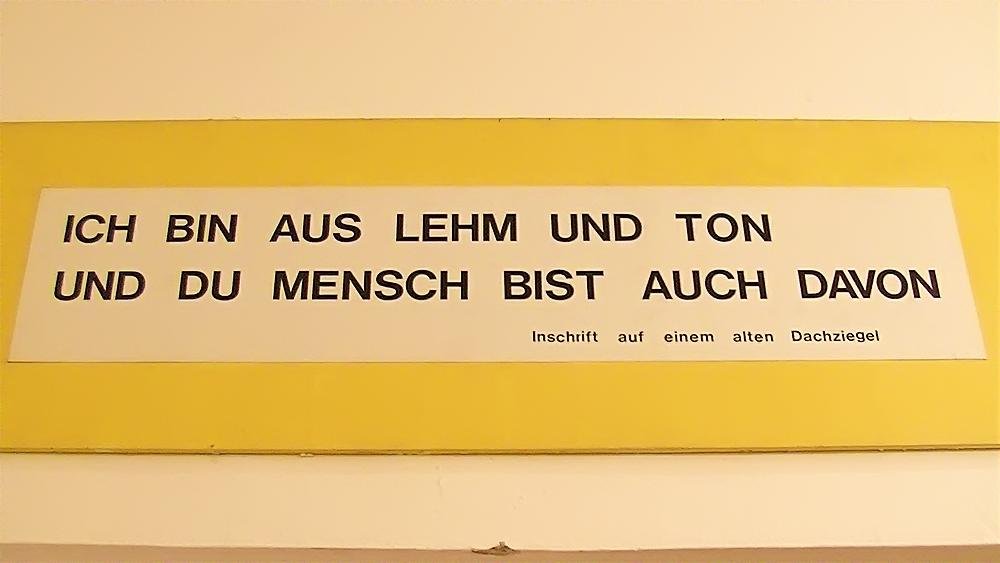 ICH BIN AUS LEHM UND TON
UND DU MENSCH BIST AUCH DAVON
Inschrift auf einem alten Dachziegel